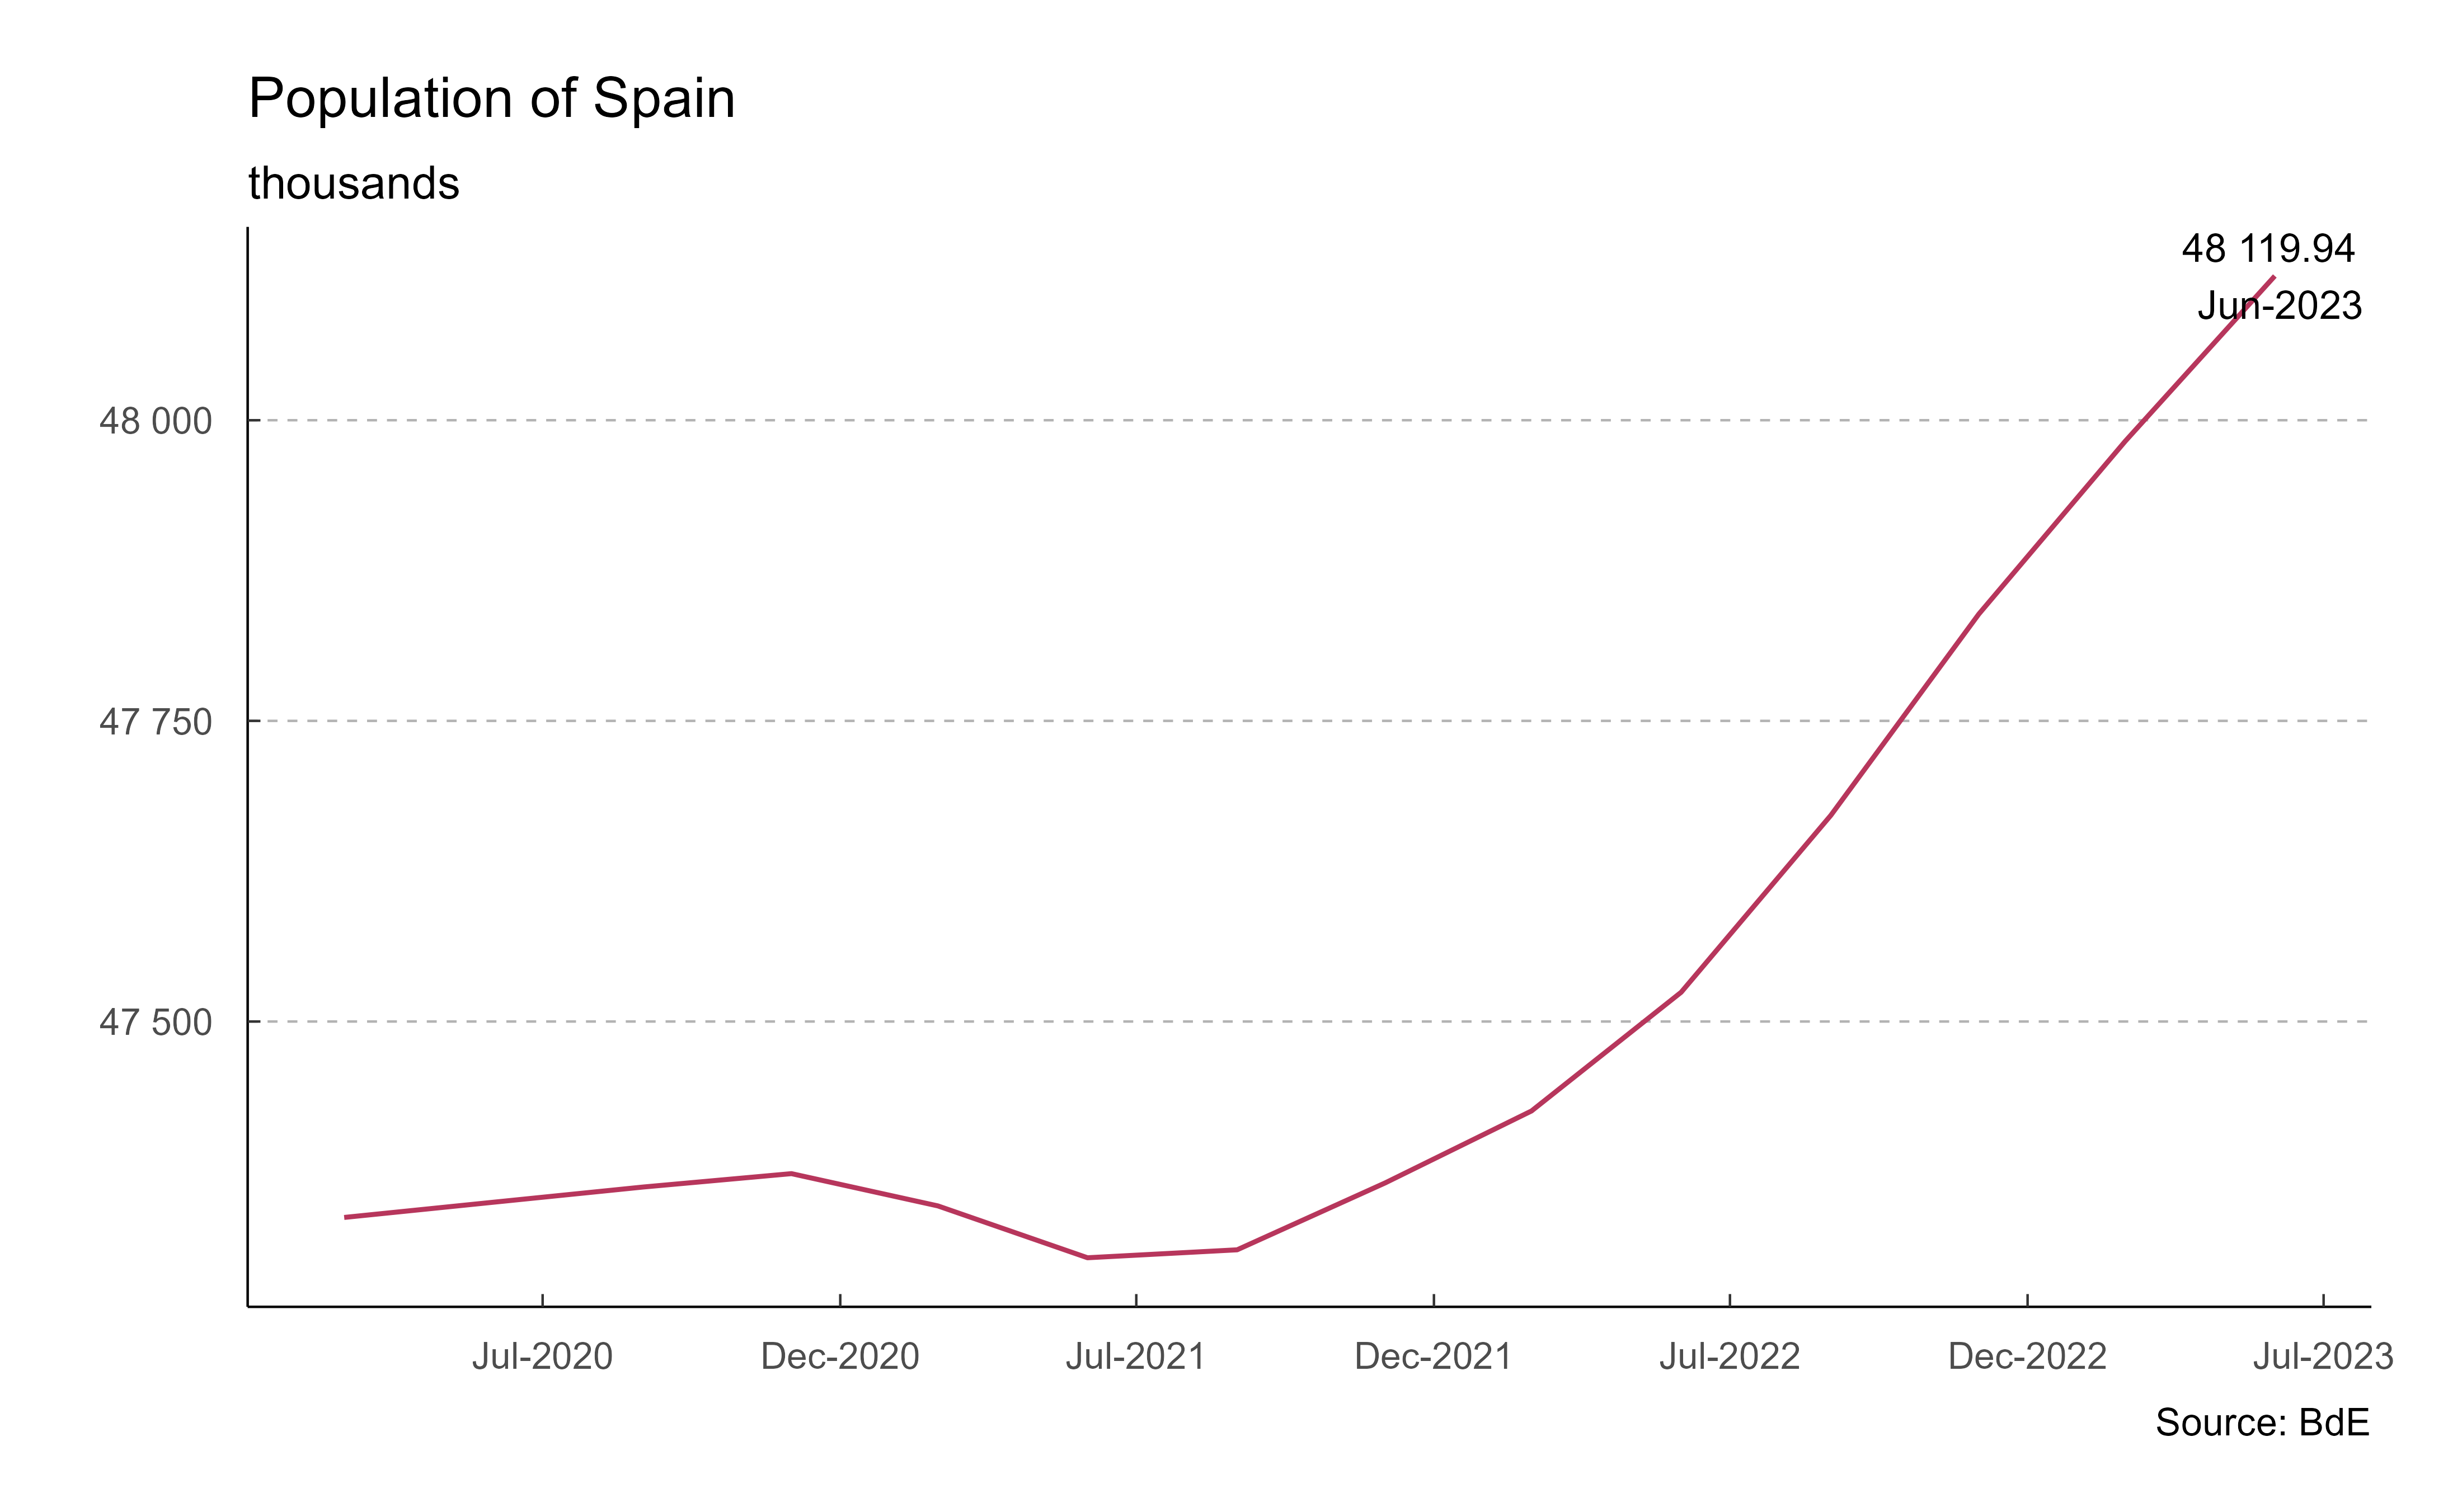 Population of Spain
thousands
48 119.94
Jun-2023
48 000
47 750
47 500
Jul-2020 Dec-2020 Jul-2021 Dec-2021 Jul-2022 Dec-2022 Jul-2023
Source: BdE